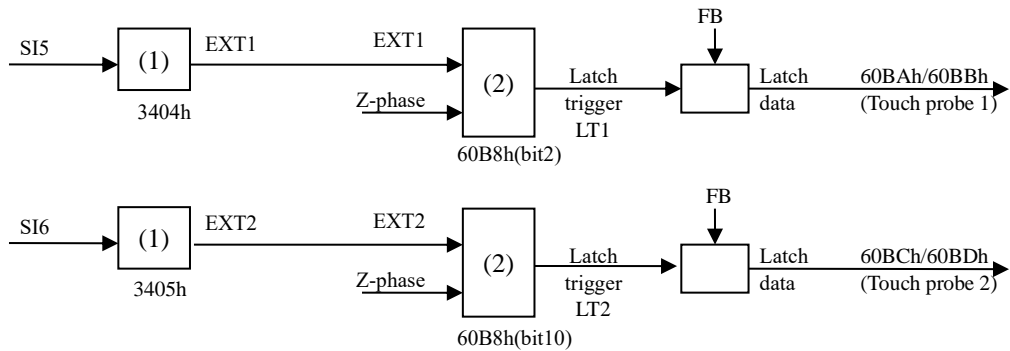 FB
SI5
(1)
EXT1
EXT1
(2)
Latch
trigger
LT1
Latch
data
60BAh/60BBh
(Touch probe 1)
Z-phase
3404h
60B8h(bit2)
FB
SI6
(1)
EXT2
EXT2
(2)
Latch
trigger
LT2
Latch
data
60BCh/60BDh
(Touch probe 2)
Z-phase
3405h
60B8h(bit10)